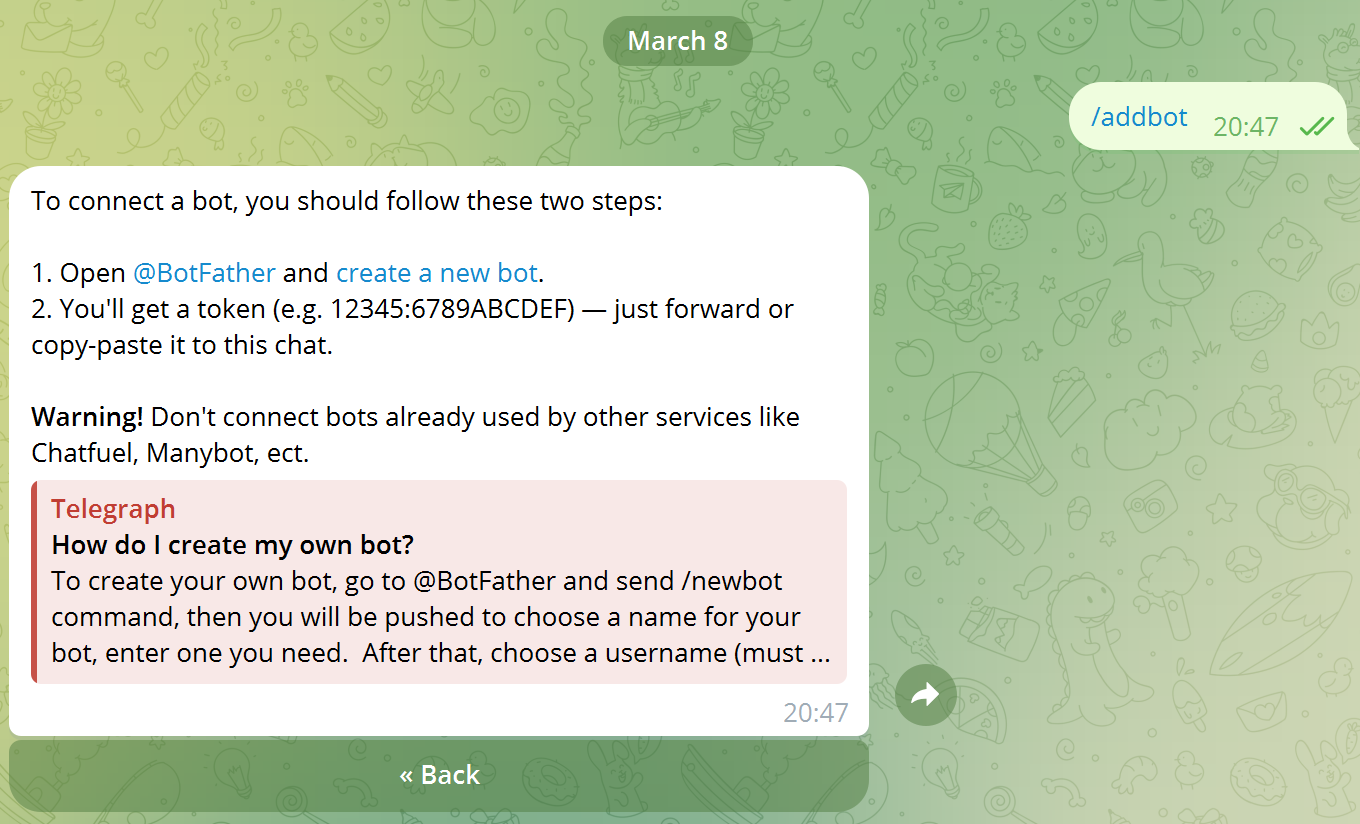 March 8
/addbot 20:47
To connect a bot, you should follow these two steps:
1. Open @BotFather and create a new bot.
2. You'll get a token (e.g. 12345:6789ABCDEF) — just forward or
copy-paste it to this chat.
Warning! Don't connect bots already used by other services like
Chatfuel, Manybot, ect.
Telegraph
How do I create my own bot?
To create your own bot, go to @BotFather and send /newbot
command, then you will be pushed to choose a name for your
bot, enter one you need.  After that, choose a username (must ...
20:47
« Back